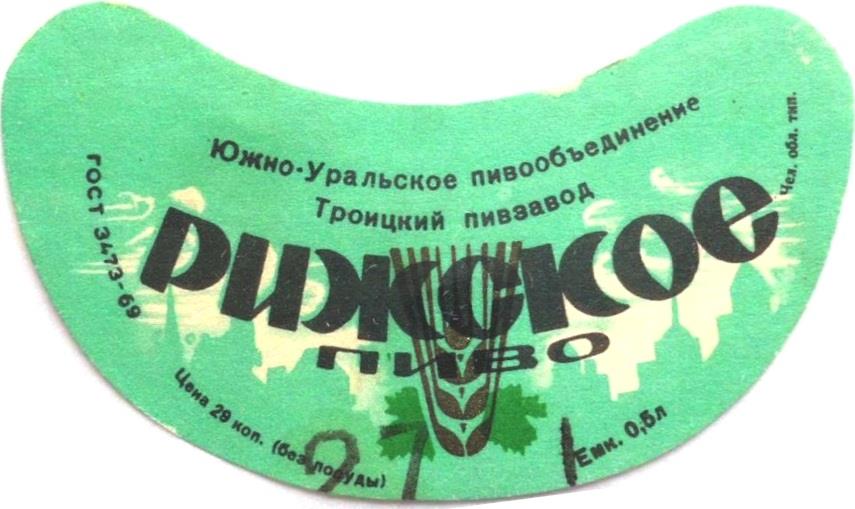 Южно-Уральское пивообъединение
Троицкий пивзавод
РИЖСКОЕ
ПИВО
ГОСТ 3473-69
Чел. обл. тип.
Цена 29 коп. (без посуды)
Емк. 0,5л